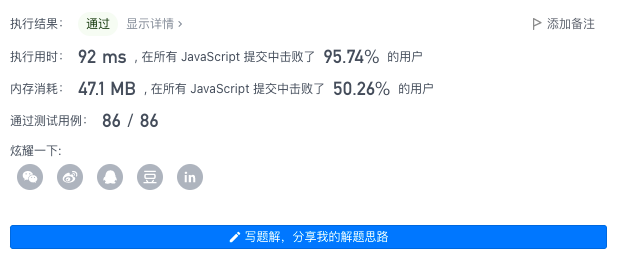 执行结果： 通过 显示详情 › 添加备注
执行用时： 92 ms , 在所有 JavaScript 提交中击败了 95.74% 的用户
内存消耗： 47.1 MB , 在所有 JavaScript 提交中击败了 50.26% 的用户
通过测试用例： 86 / 86
炫耀一下:
豆 in
写题解，分享我的解题思路